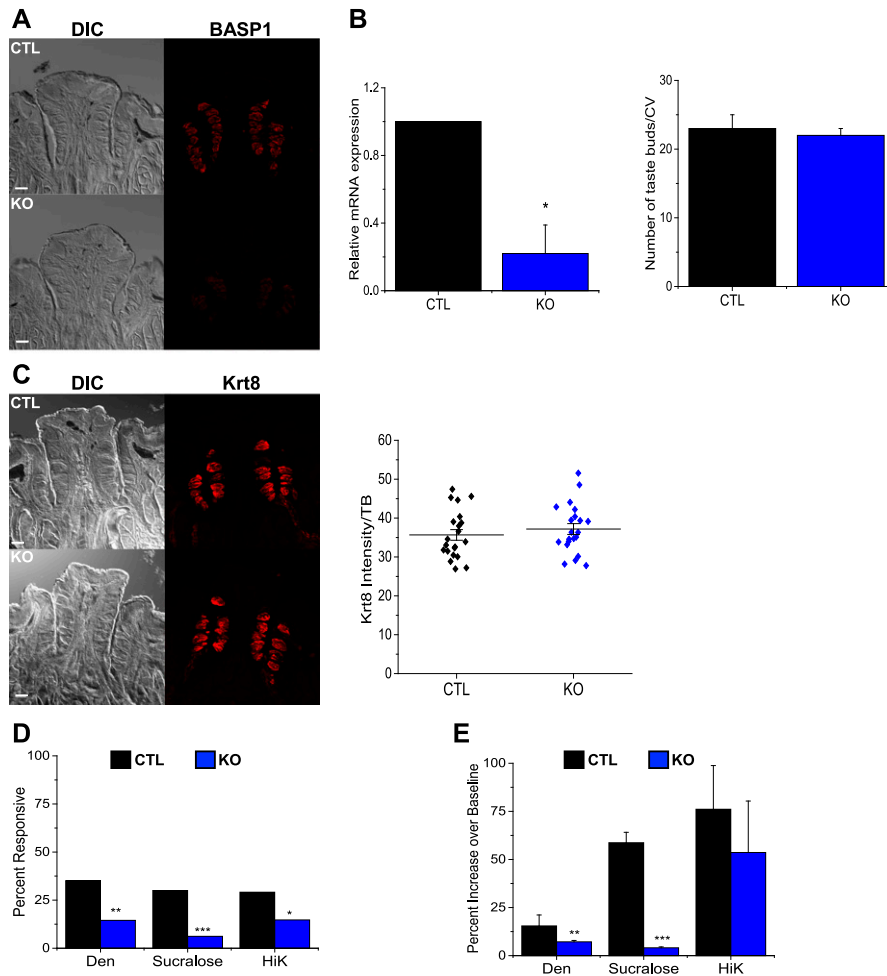 A
DIC
BASP1
CTL
KO
B
Relative mRNA expression
1.2
0.8
0.4
0.0
*
CTL
KO
Number of taste buds/CV
30
20
10
0
CTL
KO
C
DIC
Krt8
CTL
KO
Krt8 Intensity/TB
60
50
40
30
20
10
0
CTL
KO
D
CTL
KO
Percent Responsive
100
75
50
25
0
**
***
*
Den
Sucralose
HiK
E
CTL
KO
Percent Increase over Baseline
100
75
50
25
0
**
***
Den
Sucralose
HiK